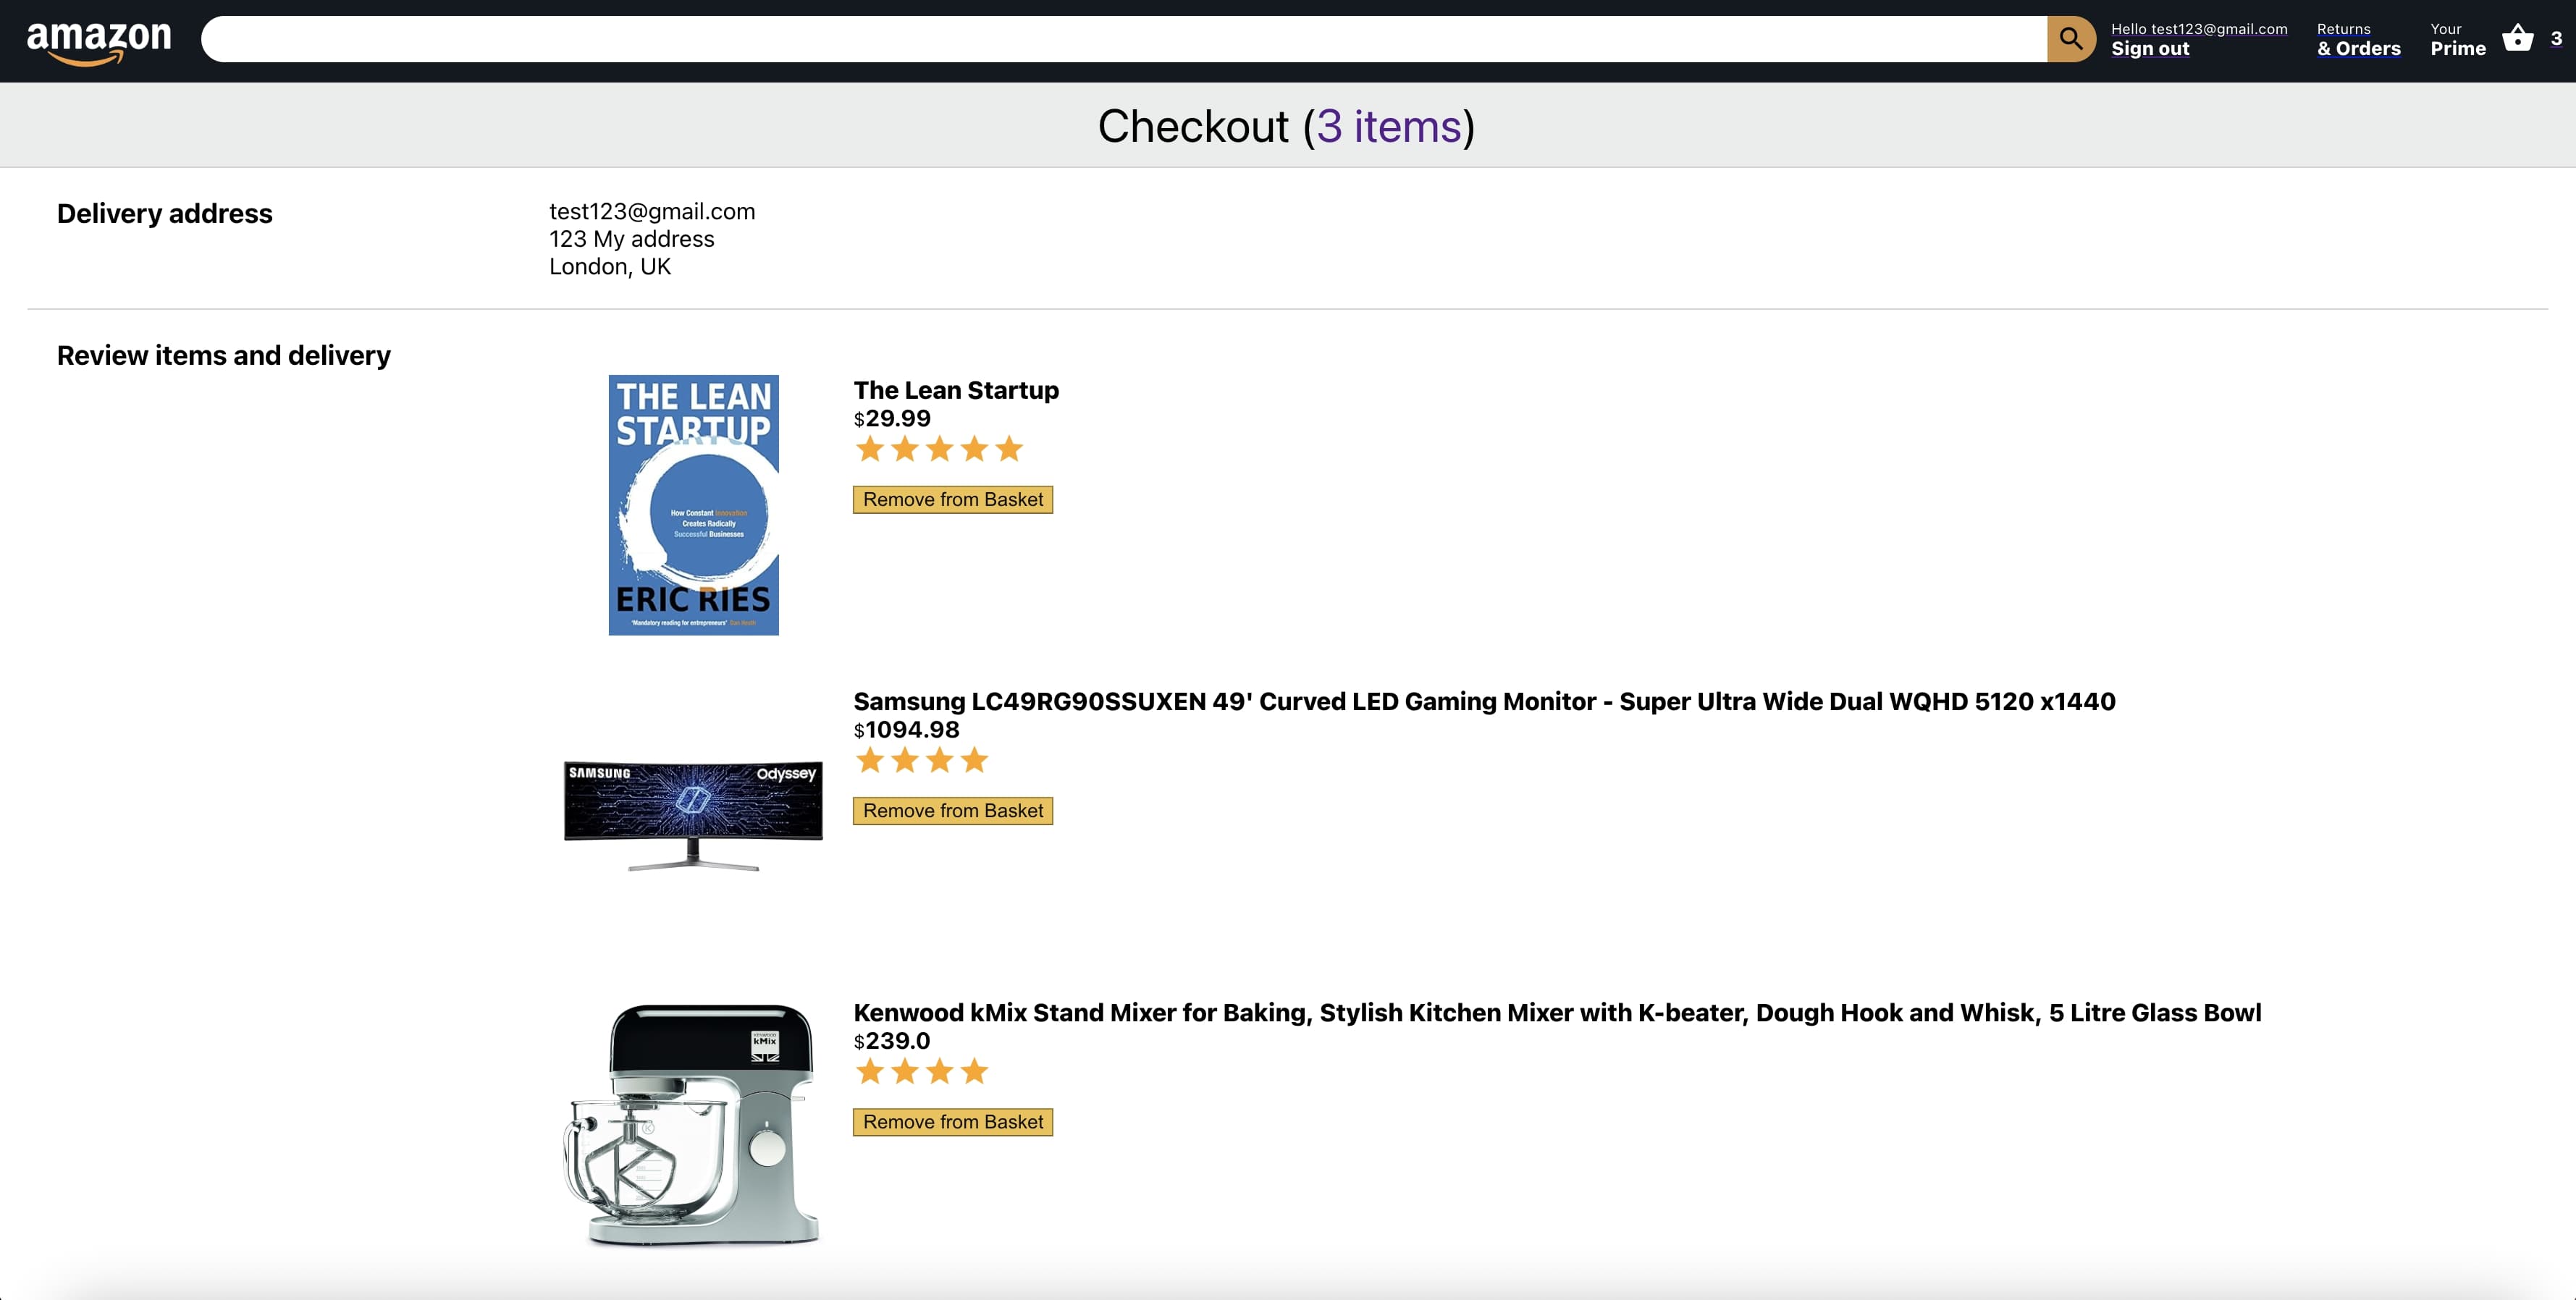 amazon
Hello test123@gmail.com
Sign out
Returns
& Orders
Your
Prime
3
Checkout (3 items)
Delivery address
test123@gmail.com
123 My address
London, UK
Review items and delivery
THE LEAN
STARTUP
How Constant Innovation
Creates Radically
Successful Businesses
ERIC RIES
'Mandatory reading for entrepreneurs'
The Lean Startup
$29.99
Remove from Basket
SAMSUNG
Odyssey
Samsung LC49RG90SSUXEN 49' Curved LED Gaming Monitor - Super Ultra Wide Dual WQHD 5120 x1440
$1094.98
Remove from Basket
KENWOOD
kMix
K
Kenwood kMix Stand Mixer for Baking, Stylish Kitchen Mixer with K-beater, Dough Hook and Whisk, 5 Litre Glass Bowl
$239.0
Remove from Basket